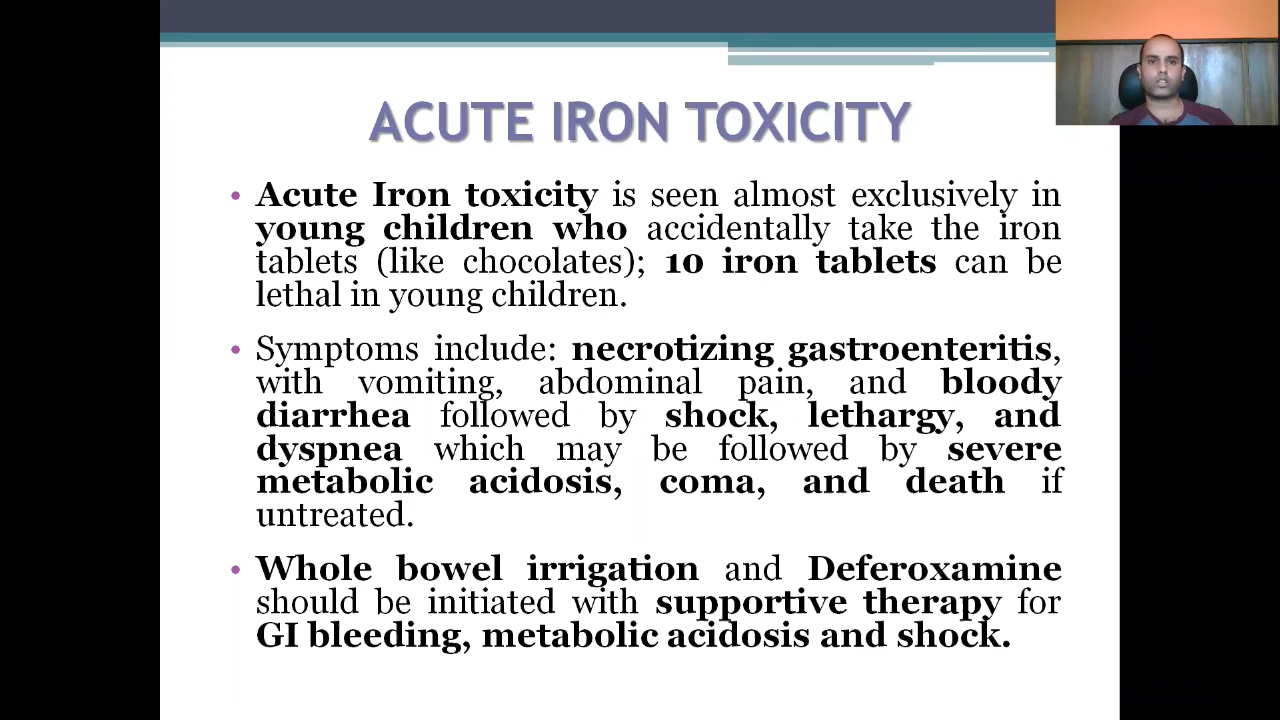 ACUTE IRON TOXICITY
• Acute Iron toxicity is seen almost exclusively in
young children who accidentally take the iron
tablets (like chocolates); 10 iron tablets can be
lethal in young children.
• Symptoms include: necrotizing gastroenteritis,
with vomiting, abdominal pain, and bloody
diarrhea followed by shock, lethargy, and
dyspnea which may be followed by severe
metabolic acidosis, coma, and death if
untreated.
• Whole bowel irrigation and Deferoxamine
should be initiated with supportive therapy for
GI bleeding, metabolic acidosis and shock.